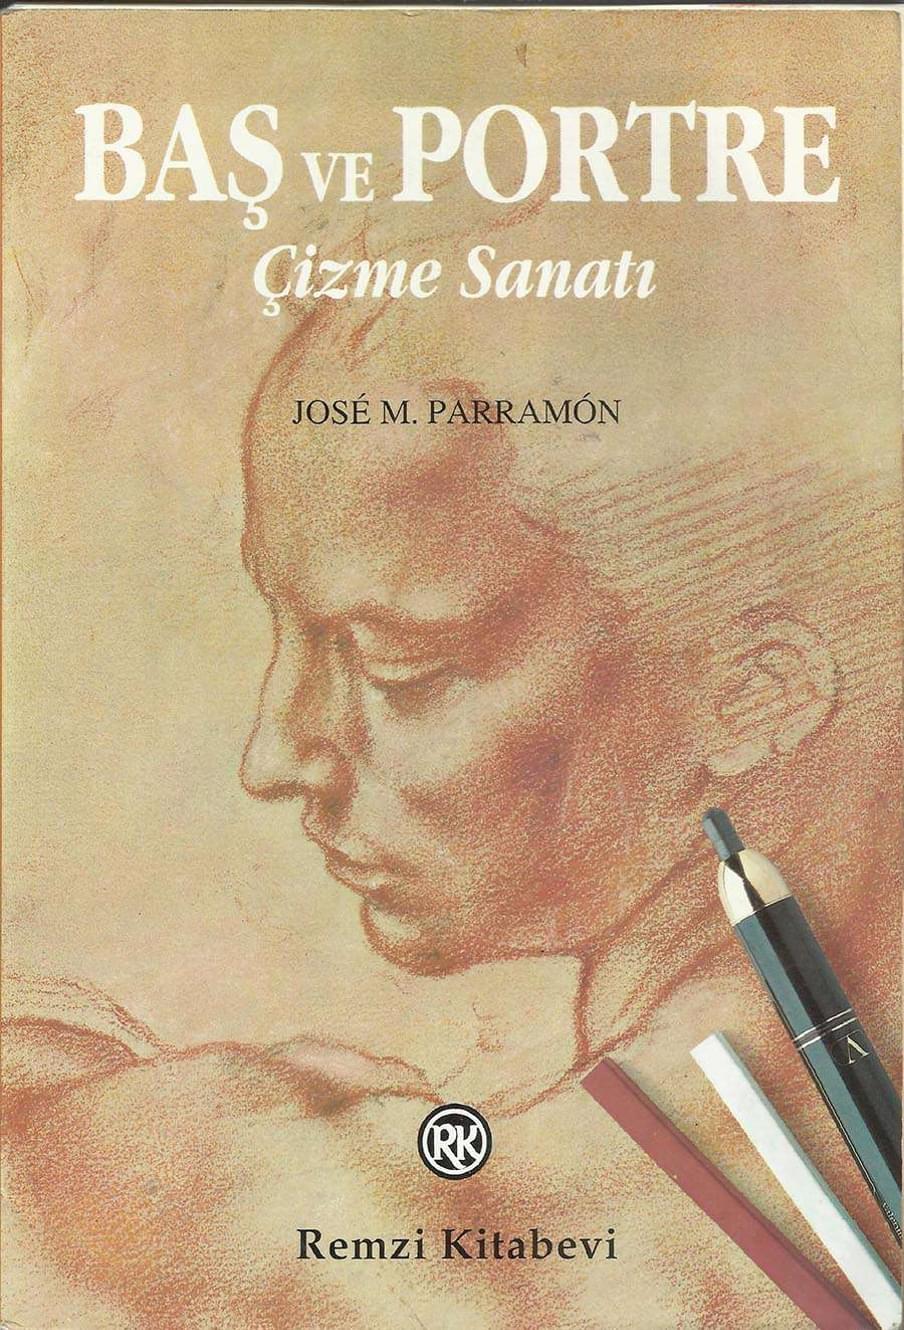 BAŞ VE PORTRE
Çizme Sanatı
JOSÉ M. PARRAMÓN
RK
Remzi Kitabevi